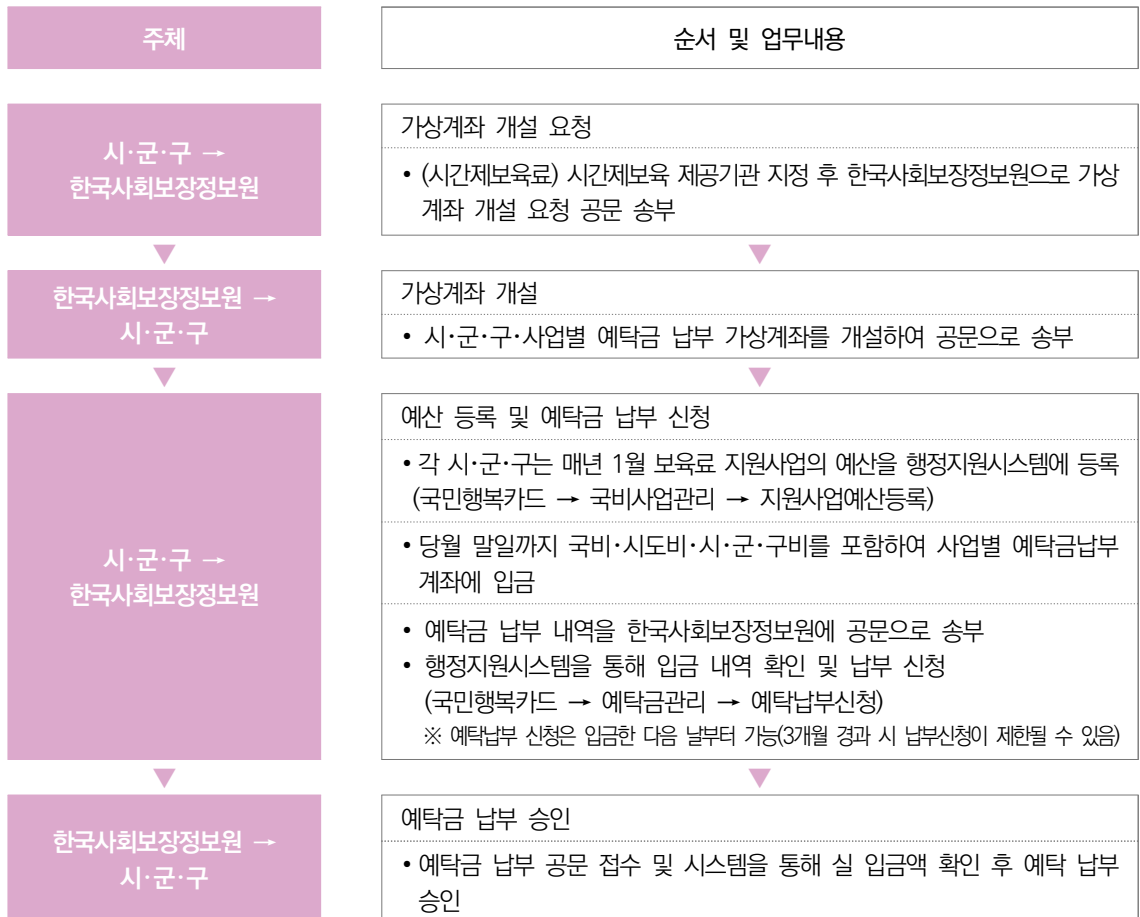 주체
순서 및 업무내용
시·군·구 →
한국사회보장정보원
가상계좌 개설 요청
• (시간제보육료) 시간제보육 제공기관 지정 후 한국사회보장정보원으로 가상
계좌 개설 요청 공문 송부
▼
▼
한국사회보장정보원 →
시·군·구
가상계좌 개설
• 시·군·구·사업별 예탁금 납부 가상계좌를 개설하여 공문으로 송부
▼
▼
시·군·구 →
한국사회보장정보원
예산 등록 및 예탁금 납부 신청
• 각 시·군·구는 매년 1월 보육료 지원사업의 예산을 행정지원시스템에 등록
(국민행복카드 → 국비사업관리 → 지원사업예산등록)
• 당월 말일까지 국비·시도비·시·군·구비를 포함하여 사업별 예탁금납부
계좌에 입금
• 예탁금 납부 내역을 한국사회보장정보원에 공문으로 송부
• 행정지원시스템을 통해 입금 내역 확인 및 납부 신청
(국민행복카드 → 예탁금관리 → 예탁납부신청)
※ 예탁납부 신청은 입금한 다음 날부터 가능(3개월 경과 시 납부신청이 제한될 수 있음)
▼
▼
한국사회보장정보원 →
시·군·구
예탁금 납부 승인
• 예탁금 납부 공문 접수 및 시스템을 통해 실 입금액 확인 후 예탁 납부
승인